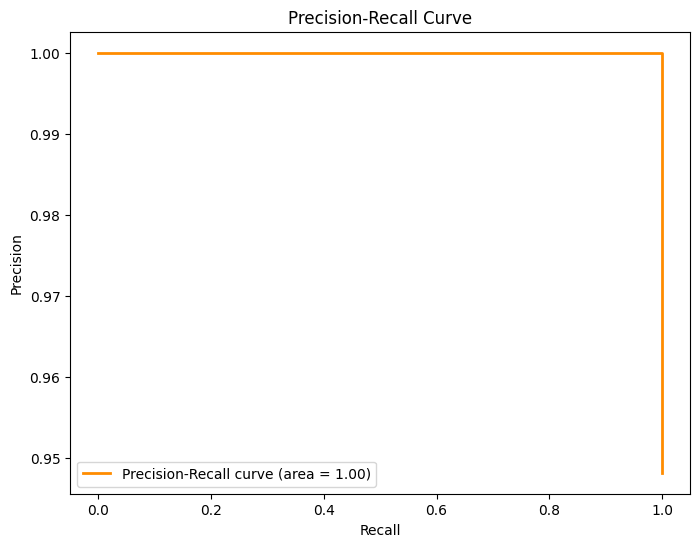 Precision-Recall Curve
1.00
0.99
0.98
0.97
0.96
0.95
Precision
Precision-Recall curve (area = 1.00)
0.0 0.2 0.4 0.6 0.8 1.0
Recall